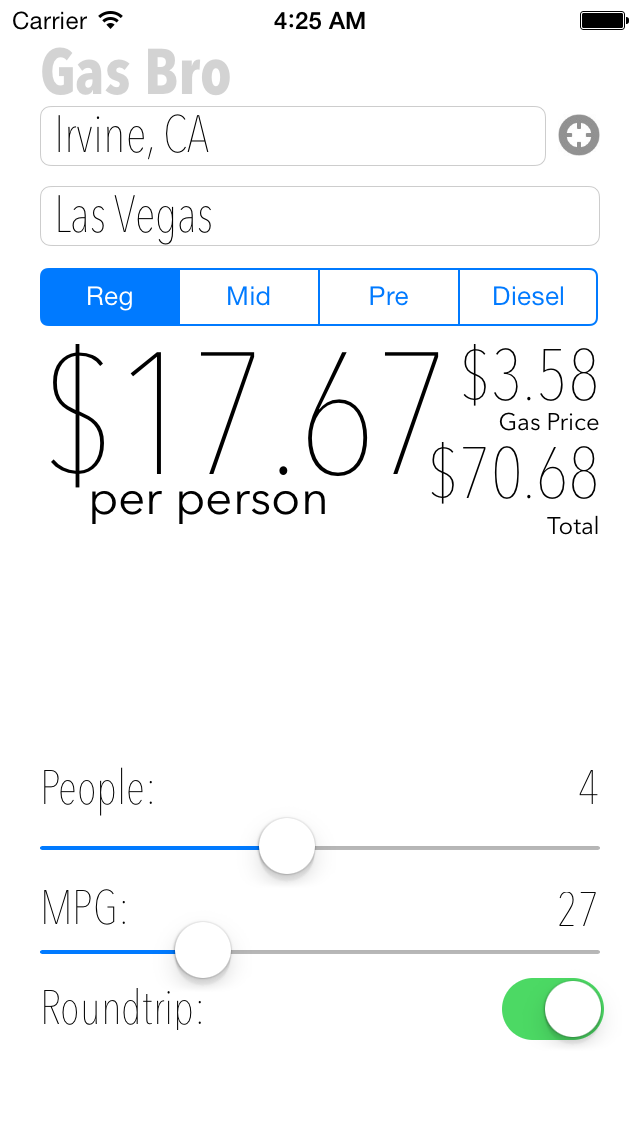 Carrier 4:25 AM
Gas Bro
Irvine, CA
Las Vegas
Reg Mid Pre Diesel
$17.67 $3.58
Gas Price
per person $70.68
Total
People: 4
MPG: 27
Roundtrip: